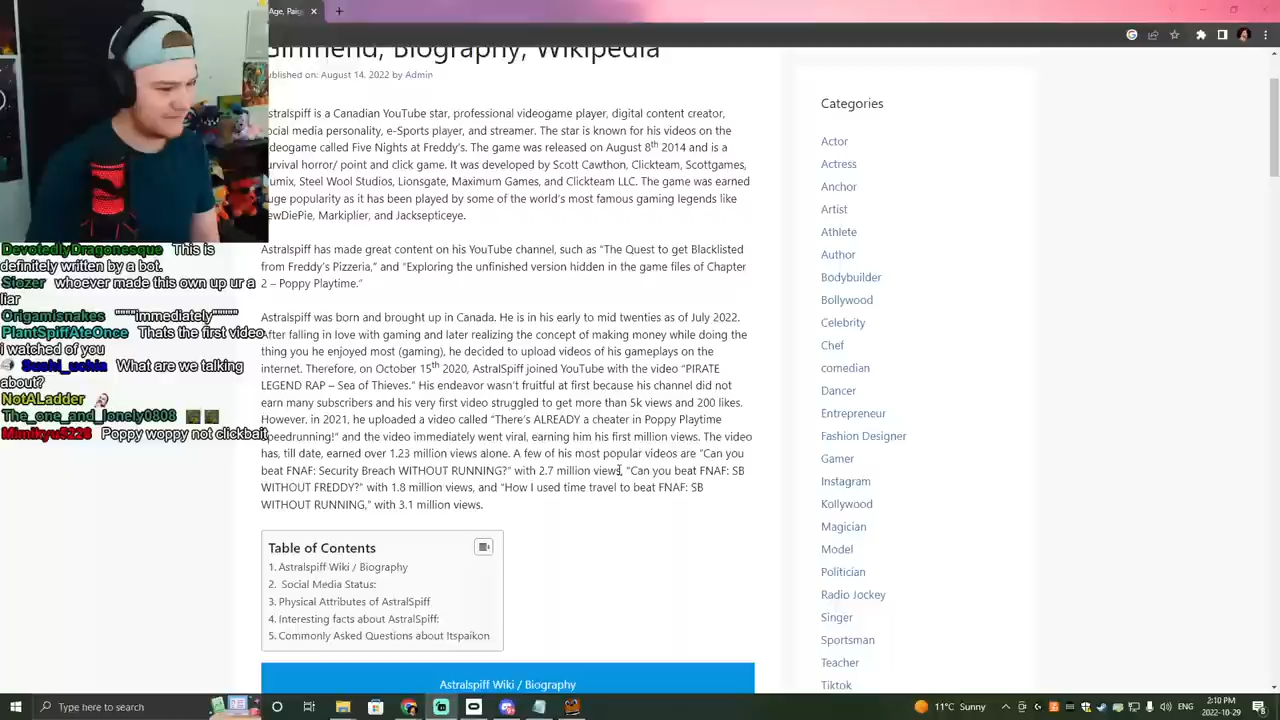 Age, Paig
Girlfriend, Biography, Wikipedia
ublished on: August 14, 2022 by Admin
stralspiff is a Canadian YouTube star, professional videogame player, digital content creator,
ocial media personality, e-Sports player, and streamer. The star is known for his videos on the
ideogame called Five Nights at Freddy's. The game was released on August 8th 2014 and is a
urvival horror/ point and click game. It was developed by Scott Cawthon, Clickteam, Scottgames,
umix, Steel Wool Studios, Lionsgate, Maximum Games, and Clickteam LLC. The game was earned
uge popularity as it has been played by some of the world's most famous gaming legends like
ewDiePie, Markiplier, and Jacksepticeye.
Astralspiff has made great content on his YouTube channel, such as "The Quest to get Blacklisted
from Freddy's Pizzeria," and "Exploring the unfinished version hidden in the game files of Chapter
2 – Poppy Playtime."
Astralspiff was born and brought up in Canada. He is in his early to mid twenties as of July 2022.
After falling in love with gaming and later realizing the concept of making money while doing the
thing you he enjoyed most (gaming), he decided to upload videos of his gameplays on the
internet. Therefore, on October 15th 2020, AstralSpiff joined YouTube with the video "PIRATE
LEGEND RAP – Sea of Thieves." His endeavor wasn't fruitful at first because his channel did not
earn many subscribers and his very first video struggled to get more than 5k views and 200 likes.
However, in 2021, he uploaded a video called "There's ALREADY a cheater in Poppy Playtime
Speedrunning!" and the video immediately went viral, earning him his first million views. The video
has, till date, earned over 1.23 million views alone. A few of his most popular videos are "Can you
beat FNAF: Security Breach WITHOUT RUNNING?" with 2.7 million views, "Can you beat FNAF: SB
WITHOUT FREDDY?" with 1.8 million views, and "How I used time travel to beat FNAF: SB
WITHOUT RUNNING," with 3.1 million views.
Table of Contents
1. Astralspiff Wiki / Biography
2. Social Media Status:
3. Physical Attributes of AstralSpiff
4. Interesting facts about AstralSpiff:
5. Commonly Asked Questions about Itspaikon
Astralspiff Wiki / Biography
Categories
Actor
Actress
Anchor
Artist
Athlete
Author
Bodybuilder
Bollywood
Celebrity
Chef
comedian
Dancer
Entrepreneur
Fashion Designer
Gamer
Instagram
Kollywood
Magician
Model
Politician
Radio Jockey
Singer
Sportsman
Teacher
Tiktok
DevotedlyDragonesque This is
definitely written by a bot.
Slozer whoever made this own up ur a
liar
Origamisnakes """"immediately"""""
PlantSpiffAteOnce Thats the first video
i watched of you
Sushi_uchia What are we talking
about?
NotALadder
The_one_and_lonely0808
Mimikyu5228 Poppy woppy not clickbait
Type here to search
11°C Sunny
2:10 PM
2022-10-29